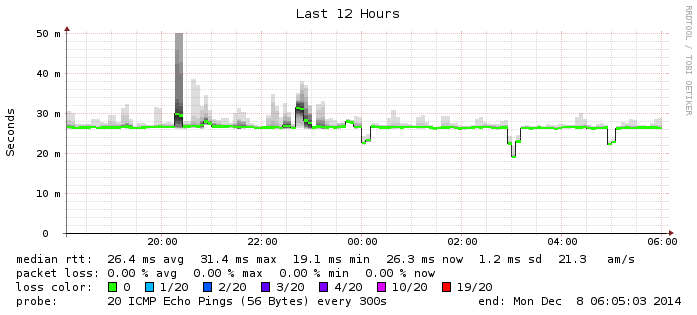 Last 12 Hours
RRDTOOL / TOBI OETIKER
Seconds
50 m
40 m
30 m
20 m
10 m
0
20:00 22:00 00:00 02:00 04:00 06:00
median rtt: 26.4 ms avg 31.4 ms max 19.1 ms min 26.3 ms now 1.2 ms sd 21.3 am/s
packet loss: 0.00 % avg 0.00 % max 0.00 % min 0.00 % now
loss color: 0 1/20 2/20 3/20 4/20 10/20 19/20
probe: 20 ICMP Echo Pings (56 Bytes) every 300s end: Mon Dec 8 06:05:03 2014